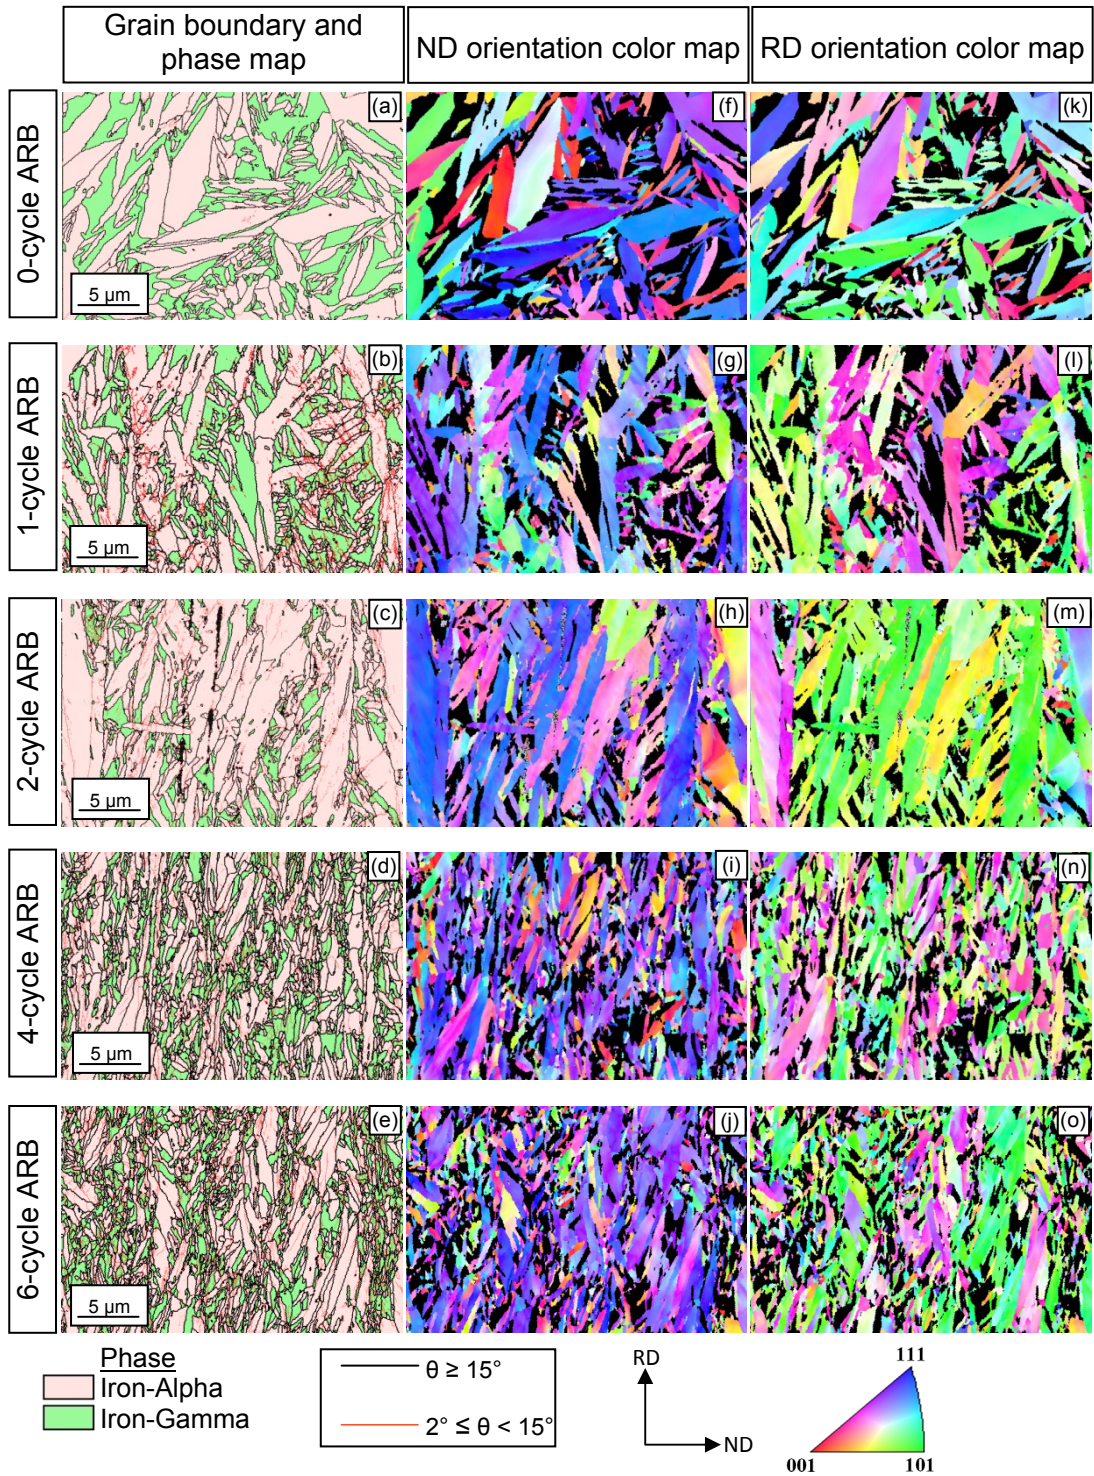 Grain boundary and
phase map
ND orientation color map
RD orientation color map
0-cycle ARB
(a)
5 µm
(f)
(k)
1-cycle ARB
(b)
5 µm
(g)
(l)
2-cycle ARB
(c)
5 µm
(h)
(m)
4-cycle ARB
(d)
5 µm
(i)
(n)
6-cycle ARB
(e)
5 µm
(j)
(o)
Phase
Iron-Alpha
Iron-Gamma
θ ≥ 15°
2° ≤ θ < 15°
RD
ND
111
001
101